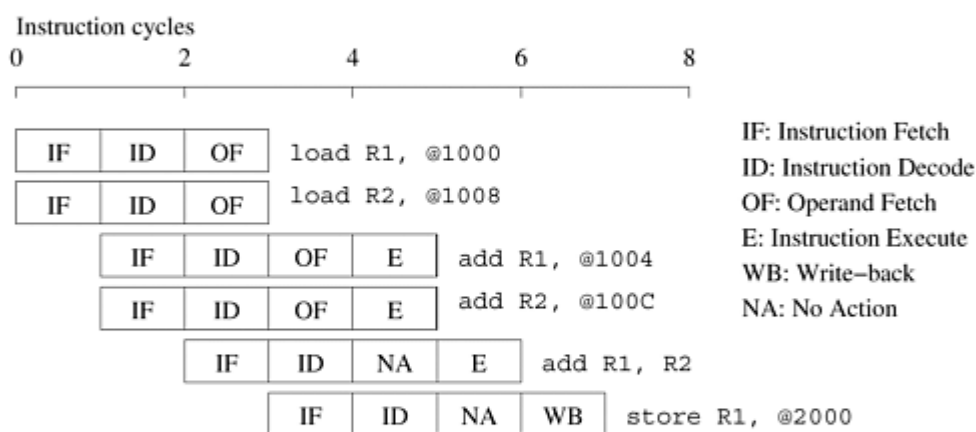 Instruction cycles
0 2 4 6 8
IF ID OF load R1, @1000
IF ID OF load R2, @1008
IF ID OF E add R1, @1004
IF ID OF E add R2, @100C
IF ID NA E add R1, R2
IF ID NA WB store R1, @2000
IF: Instruction Fetch
ID: Instruction Decode
OF: Operand Fetch
E: Instruction Execute
WB: Write-back
NA: No Action